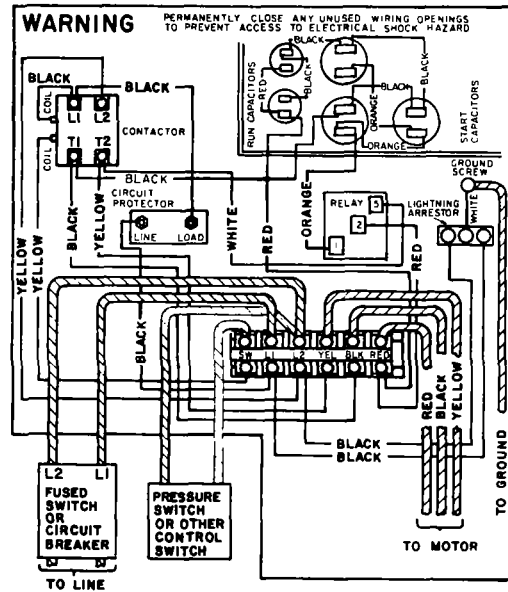 WARNING
PERMANENTLY CLOSE ANY UNUSED WIRING OPENINGS
TO PREVENT ACCESS TO ELECTRICAL SHOCK HAZARD
BLACK
BLACK
BLACK
BLACK
RED
RUN CAPACITORS
BLACK
BLACK
ORANGE
ORANGE
START CAPACITORS
COIL
L1 L2
CONTACTOR
COIL
T1 T2
BLACK
CIRCUIT
PROTECTOR
LINE LOAD
BLACK
YELLOW
WHITE
RED
ORANGE
RELAY
5
2
1
RED
GROUND
SCREW
LIGHTNING
ARRESTOR
WHITE
YELLOW
YELLOW
BLACK
SW L1 L2 YEL BLK RED
BLACK
BLACK
RED
BLACK
YELLOW
TO GROUND
L2 L1
FUSED
SWITCH
OR
CIRCUIT
BREAKER
PRESSURE
SWITCH
OR OTHER
CONTROL
SWITCH
TO MOTOR
TO LINE